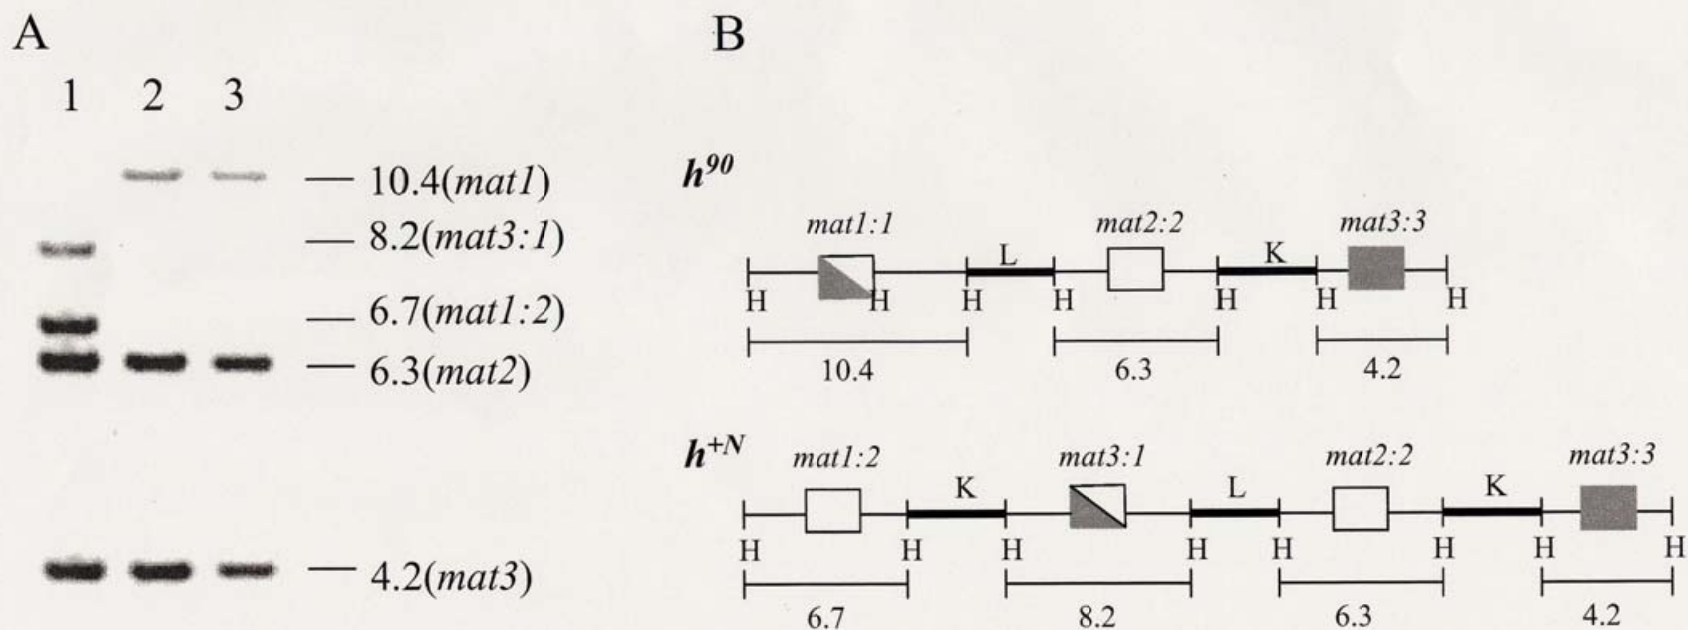 A
1 2 3
10.4(mat1)
8.2(mat3:1)
6.7(mat1:2)
6.3(mat2)
4.2(mat3)
B
h90
mat1:1 mat2:2 mat3:3
L K
H H H H H H H
10.4 6.3 4.2
h+N
mat1:2 mat3:1 mat2:2 mat3:3
K L K
H H H H H H H H
6.7 8.2 6.3 4.2